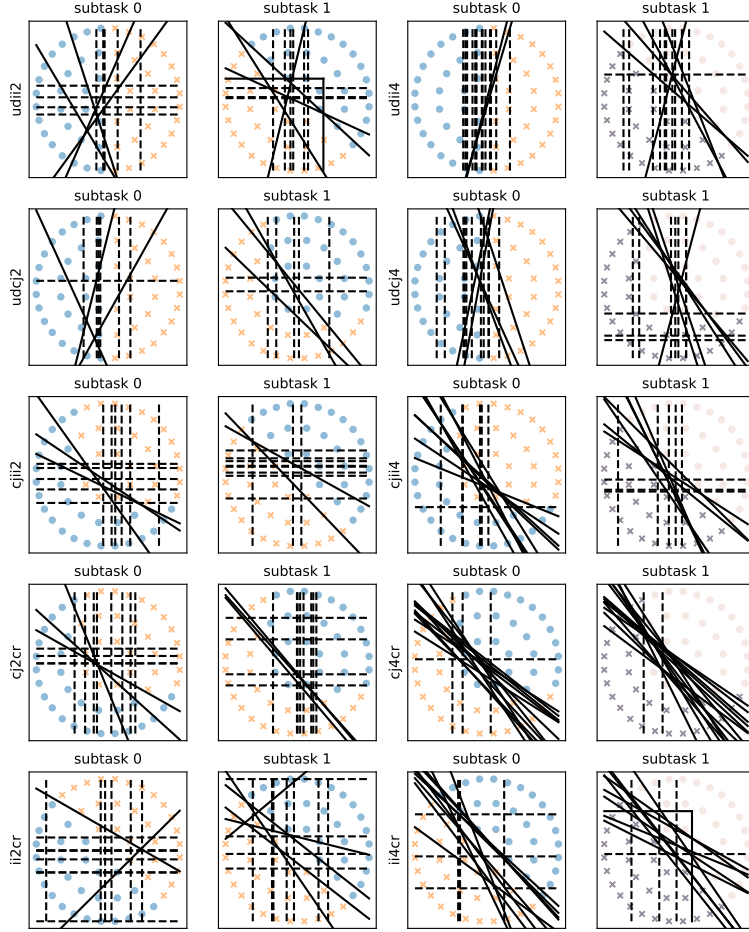 subtask 0 subtask 1 subtask 0 subtask 1
udii2 udii4
subtask 0 subtask 1 subtask 0 subtask 1
udcj2 udcj4
subtask 0 subtask 1 subtask 0 subtask 1
cjii2 cjii4
subtask 0 subtask 1 subtask 0 subtask 1
cj2cr cj4cr
subtask 0 subtask 1 subtask 0 subtask 1
ii2cr ii4cr